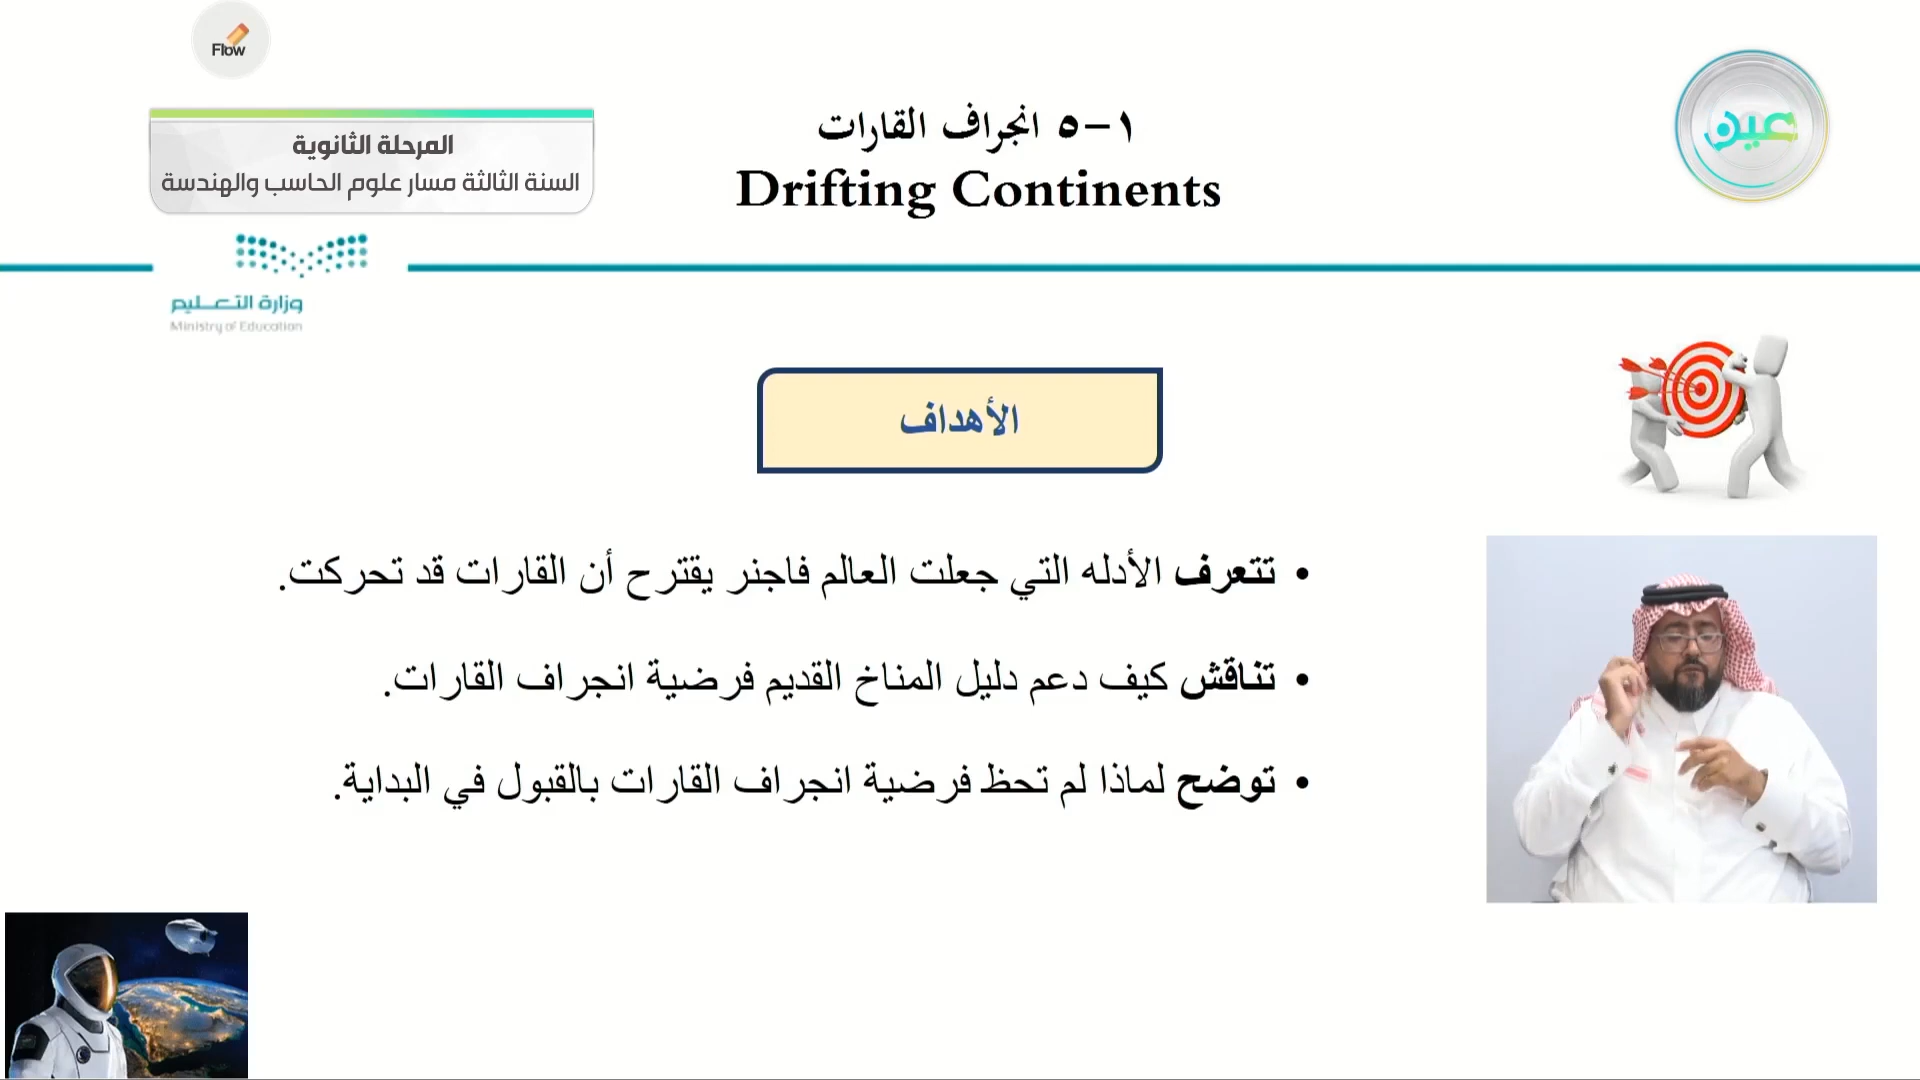 Flow
١-٥ انجراف القارات
Drifting Continents
عين
المرحلة الثانوية
السنة الثالثة مسار علوم الحاسب والهندسة
وزارة التعليم
Ministry of Education
الأهداف
• تتعرف الأدله التي جعلت العالم فاجنر يقترح أن القارات قد تحركت.
• تناقش كيف دعم دليل المناخ القديم فرضية انجراف القارات.
• توضح لماذا لم تحظ فرضية انجراف القارات بالقبول في البداية.